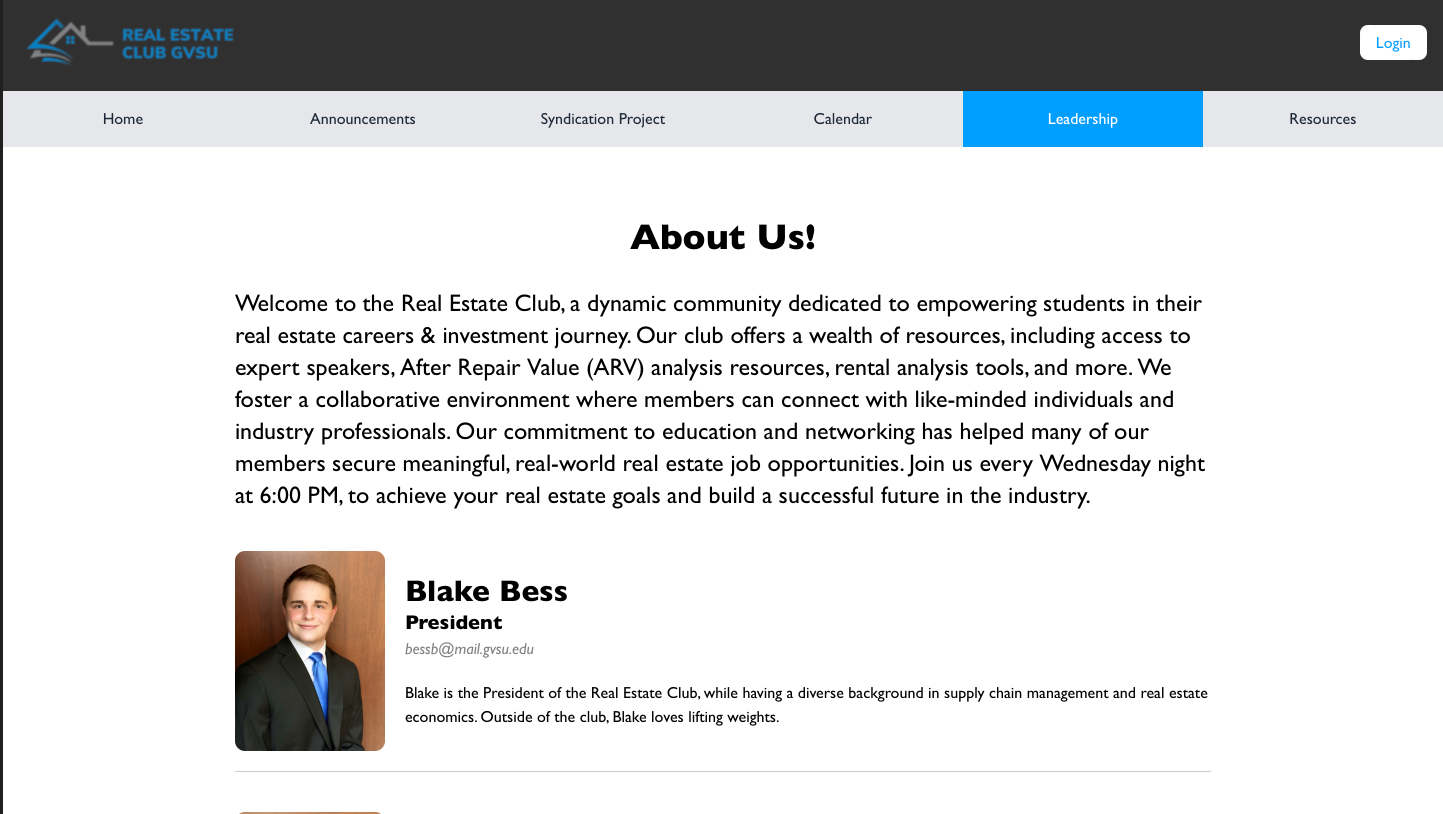 REAL ESTATE
CLUB GVSU
Login
Home
Announcements
Syndication Project
Calendar
Leadership
Resources
About Us!
Welcome to the Real Estate Club, a dynamic community dedicated to empowering students in their
real estate careers & investment journey. Our club offers a wealth of resources, including access to
expert speakers, After Repair Value (ARV) analysis resources, rental analysis tools, and more. We
foster a collaborative environment where members can connect with like-minded individuals and
industry professionals. Our commitment to education and networking has helped many of our
members secure meaningful, real-world real estate job opportunities. Join us every Wednesday night
at 6:00 PM, to achieve your real estate goals and build a successful future in the industry.
Blake Bess
President
bessb@mail.gvsu.edu
Blake is the President of the Real Estate Club, while having a diverse background in supply chain management and real estate
economics. Outside of the club, Blake loves lifting weights.